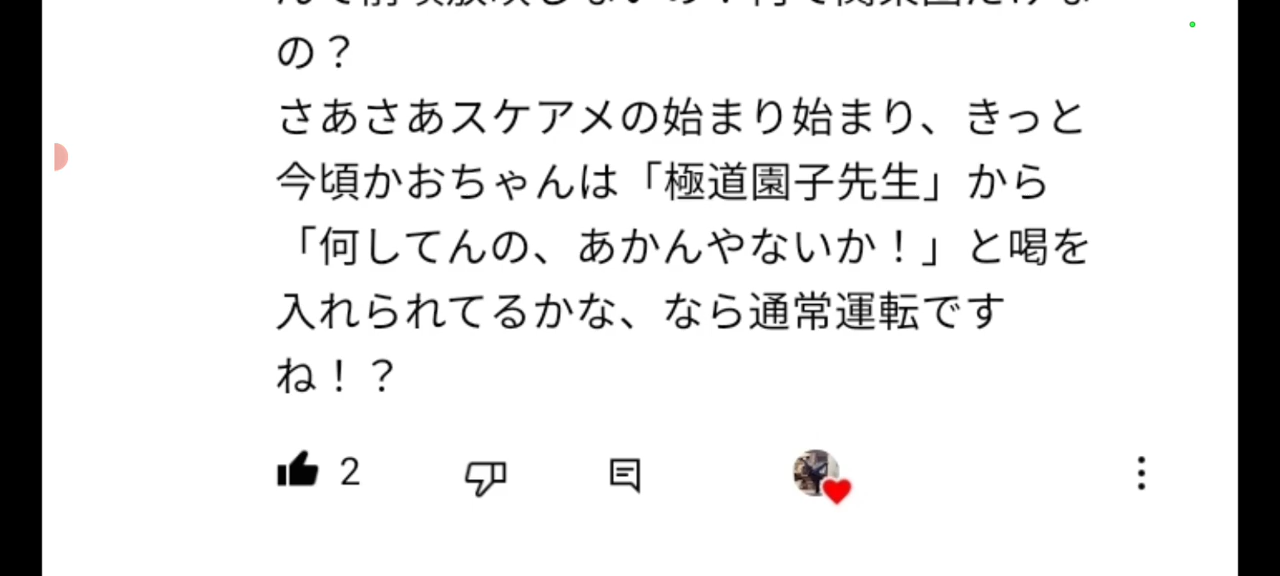 の？
さあさあスケアメの始まり始まり、きっと
今頃かおちゃんは「極道園子先生」から
「何してんの、あかんやないか！」と喝を
入れられてるかな、なら通常運転です
ね！？
2